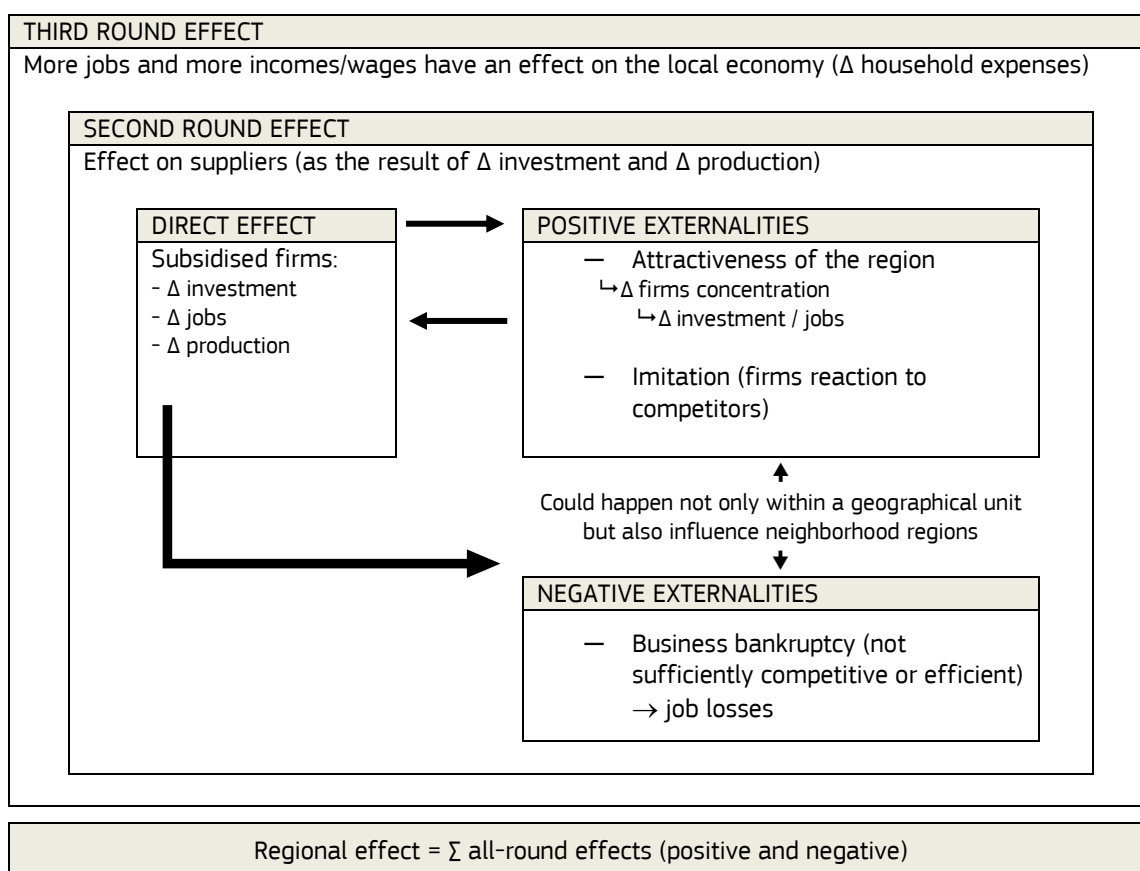 THIRD ROUND EFFECT
More jobs and more incomes/wages have an effect on the local economy (Δ household expenses)
SECOND ROUND EFFECT
Effect on suppliers (as the result of Δ investment and Δ production)
DIRECT EFFECT
Subsidised firms:
- Δ investment
- Δ jobs
- Δ production
POSITIVE EXTERNALITIES
— Attractiveness of the region
↳Δ firms concentration
↳Δ investment / jobs
— Imitation (firms reaction to
competitors)
Could happen not only within a geographical unit
but also influence neighborhood regions
NEGATIVE EXTERNALITIES
— Business bankruptcy (not
sufficiently competitive or efficient)
→ job losses
Regional effect = ∑ all-round effects (positive and negative)